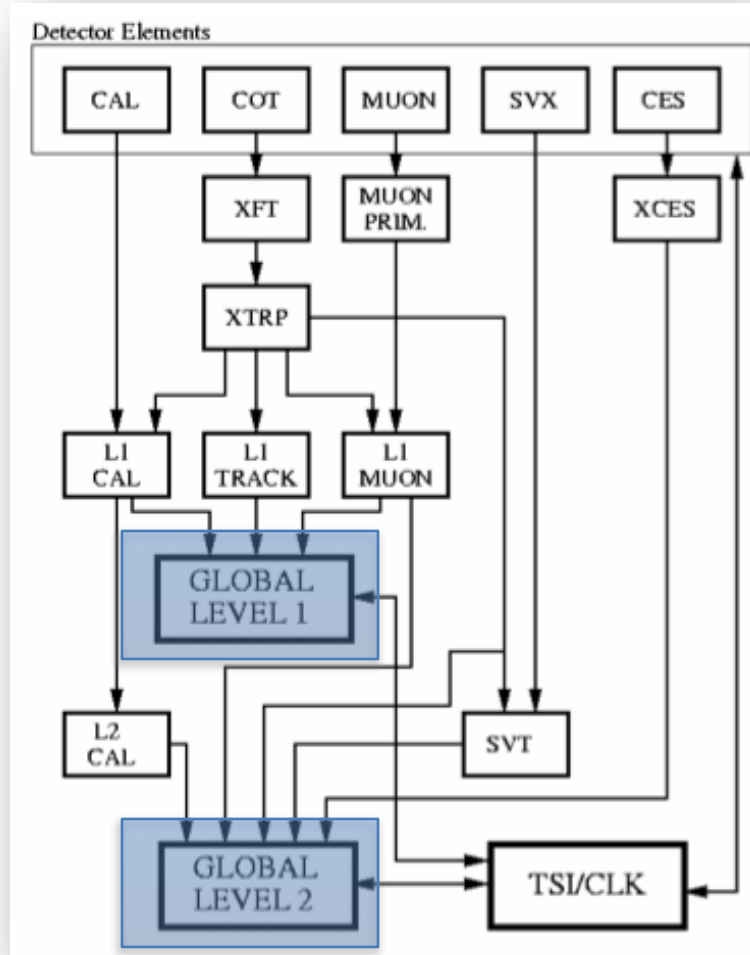 Detector Elements
CAL
COT
MUON
SVX
CES
XFT
MUON
PRIM.
XCES
XTRP
L1
CAL
L1
TRACK
L1
MUON
GLOBAL
LEVEL 1
L2
CAL
SVT
GLOBAL
LEVEL 2
TSI/CLK